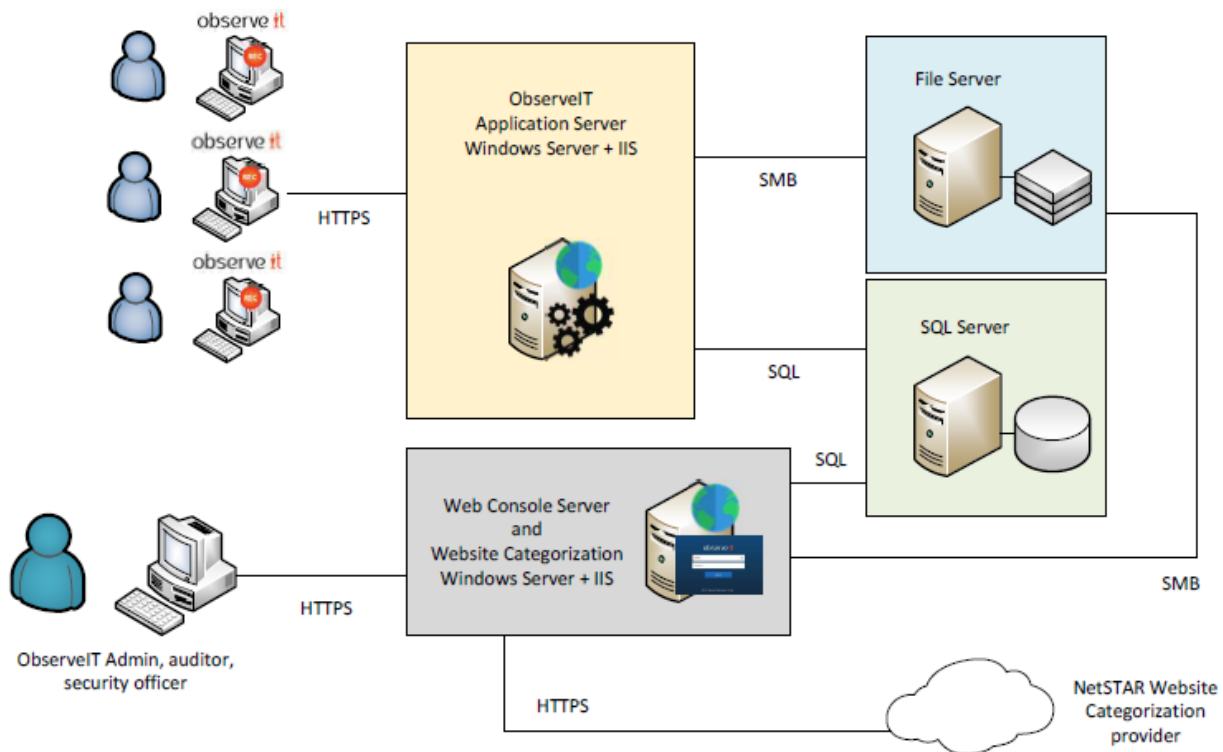 observe it
REC
observe it
REC
observe it
REC
HTTPS
ObserveIT
Application Server
Windows Server + IIS
SMB
File Server
SQL
SQL Server
SQL
Web Console Server
and
Website Categorization
Windows Server + IIS
observe it
SMB
HTTPS
ObserveIT Admin, auditor,
security officer
HTTPS
NetSTAR Website
Categorization
provider